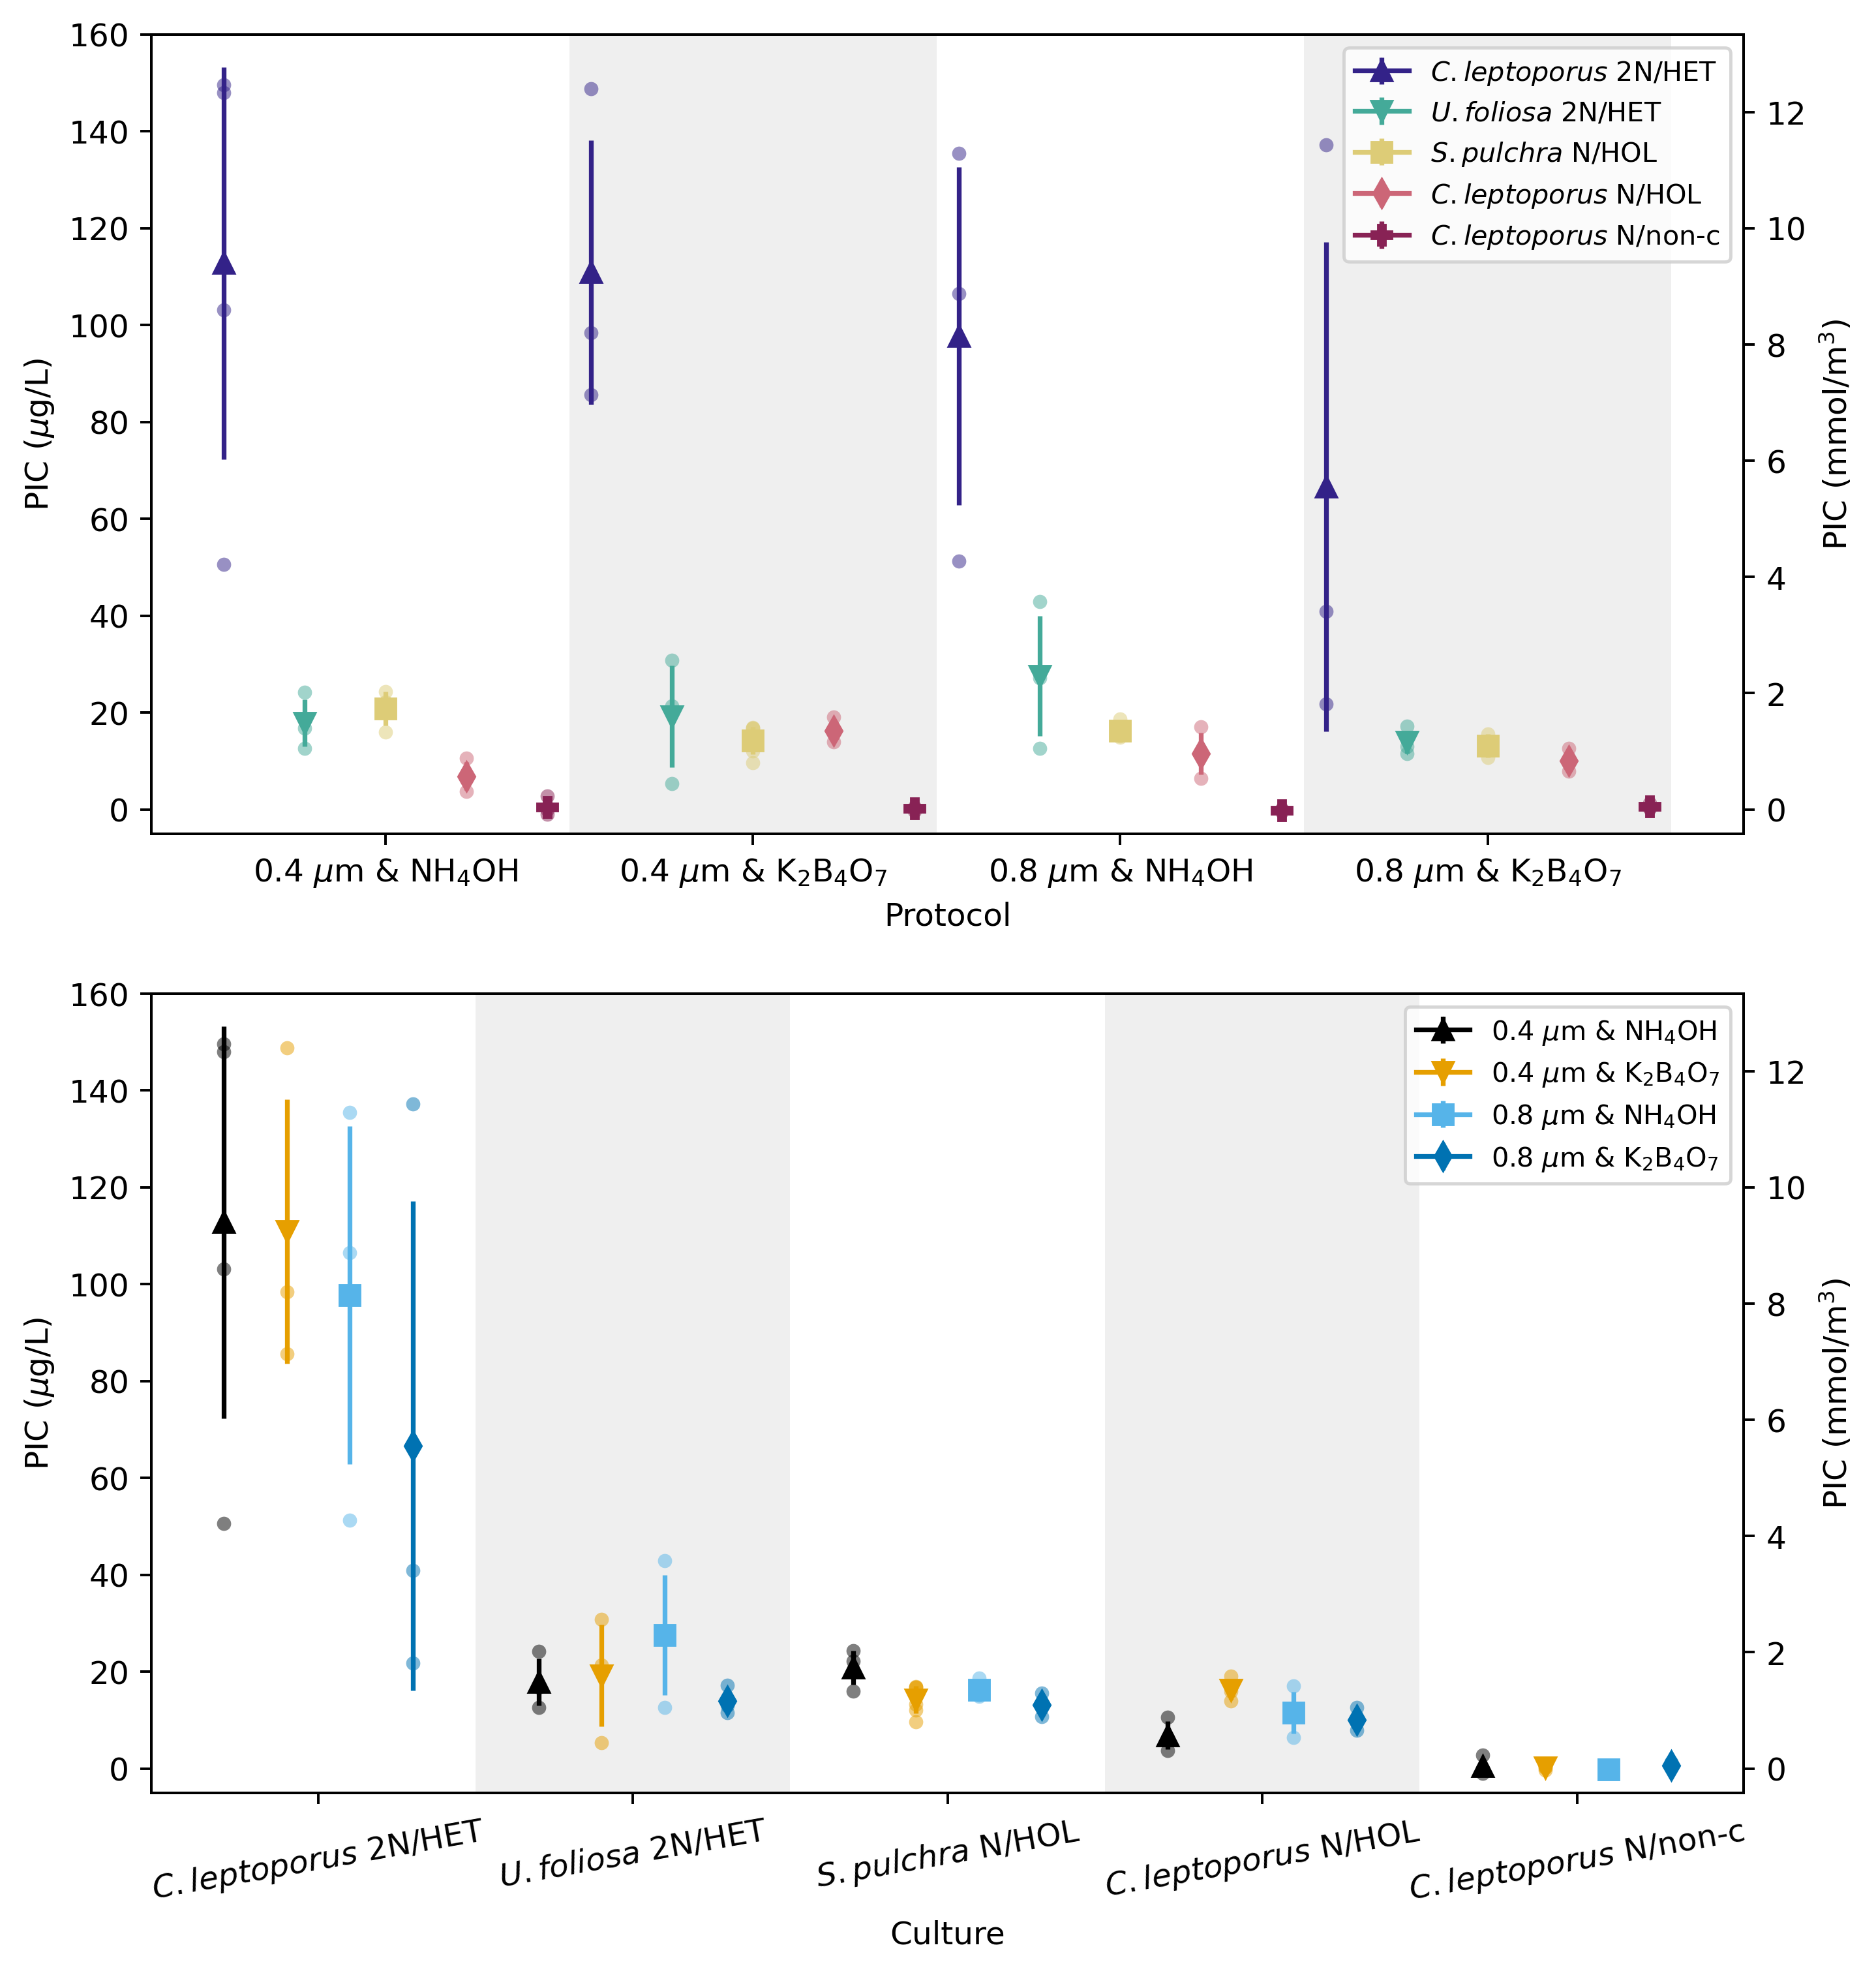 160
140
120
100
80
60
40
20
0
PIC (μg/L)
12
10
8
6
4
2
0
PIC (mmol/m³)
C. leptoporus 2N/HET
U. foliosa 2N/HET
S. pulchra N/HOL
C. leptoporus N/HOL
C. leptoporus N/non-c
0.4 μm & NH₄OH
0.4 μm & K₂B₄O₇
0.8 μm & NH₄OH
0.8 μm & K₂B₄O₇
Protocol
160
140
120
100
80
60
40
20
0
PIC (μg/L)
12
10
8
6
4
2
0
PIC (mmol/m³)
0.4 μm & NH₄OH
0.4 μm & K₂B₄O₇
0.8 μm & NH₄OH
0.8 μm & K₂B₄O₇
C. leptoporus 2N/HET
U. foliosa 2N/HET
S. pulchra N/HOL
C. leptoporus N/HOL
C. leptoporus N/non-c
Culture